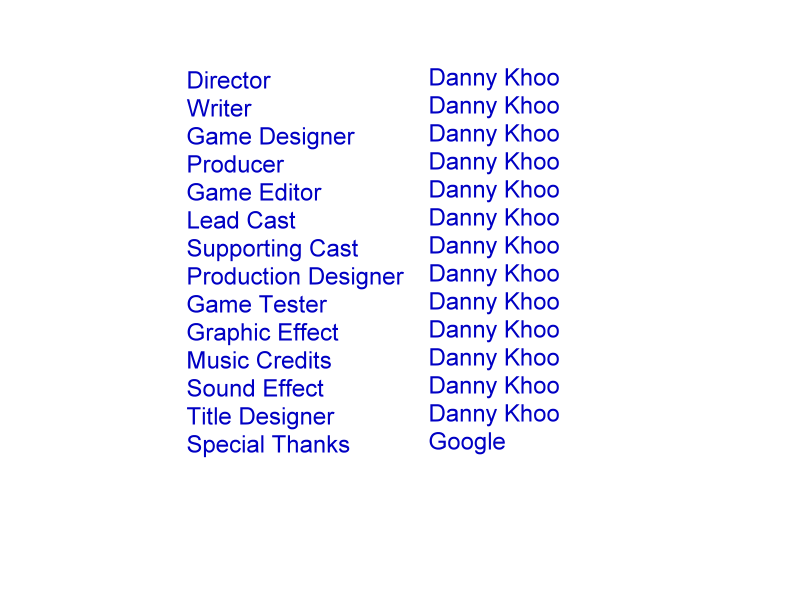 Director Danny Khoo
Writer Danny Khoo
Game Designer Danny Khoo
Producer Danny Khoo
Game Editor Danny Khoo
Lead Cast Danny Khoo
Supporting Cast Danny Khoo
Production Designer Danny Khoo
Game Tester Danny Khoo
Graphic Effect Danny Khoo
Music Credits Danny Khoo
Sound Effect Danny Khoo
Title Designer Danny Khoo
Special Thanks Google